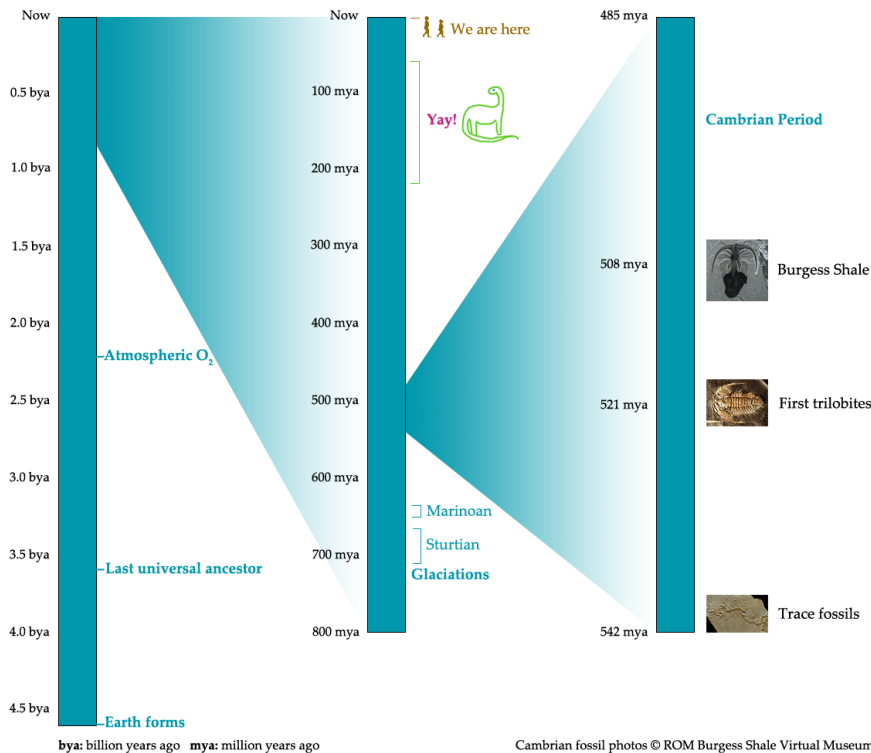 Now
0.5 bya
1.0 bya
1.5 bya
2.0 bya
2.5 bya
3.0 bya
3.5 bya
4.0 bya
4.5 bya
Atmospheric O₂
Last universal ancestor
Earth forms
Now
100 mya
200 mya
300 mya
400 mya
500 mya
600 mya
700 mya
800 mya
We are here
Yay!
Marinoan
Sturtian
Glaciations
485 mya
508 mya
521 mya
542 mya
Cambrian Period
Burgess Shale
First trilobites
Trace fossils
bya: billion years ago mya: million years ago
Cambrian fossil photos © ROM Burgess Shale Virtual Museum